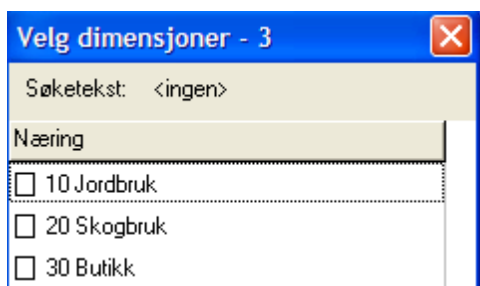 Velg dimensjoner - 3
Søketekst: <ingen>
Næring
10 Jordbruk
20 Skogbruk
30 Butikk